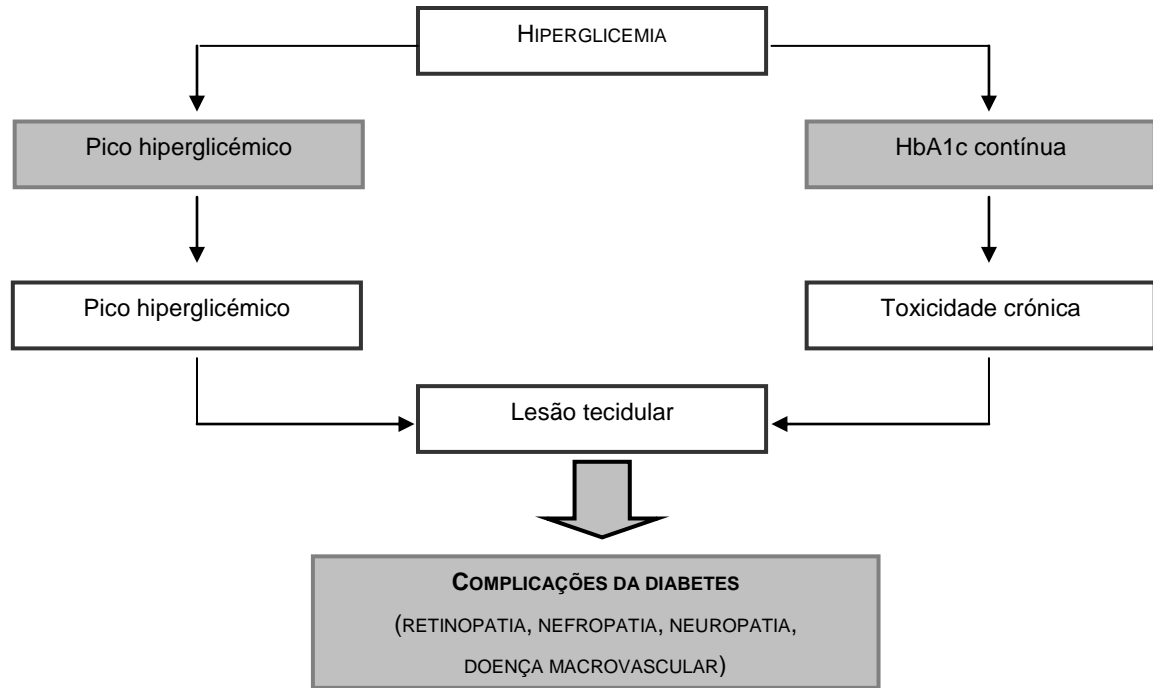 HIPERGLICEMIA
Pico hiperglicémico
HbA1c contínua
Pico hiperglicémico
Toxicidade crónica
Lesão tecidular
COMPLICAÇÕES DA DIABETES
(RETINOPATIA, NEFROPATIA, NEUROPATIA,
DOENÇA MACROVASCULAR)